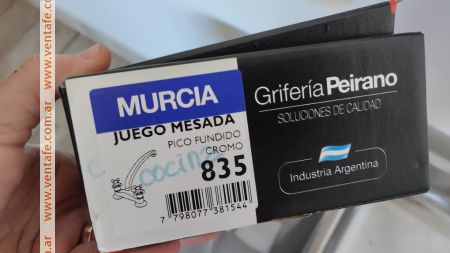 www.ventafe.com.ar www.ventafe.com.ar
MURCIA
JUEGO MESADA
PICO FUNDIDO
CROMO
835
cocina
7 798077 381544
Grifería Peirano
SOLUCIONES DE CALIDAD
Industria Argentina